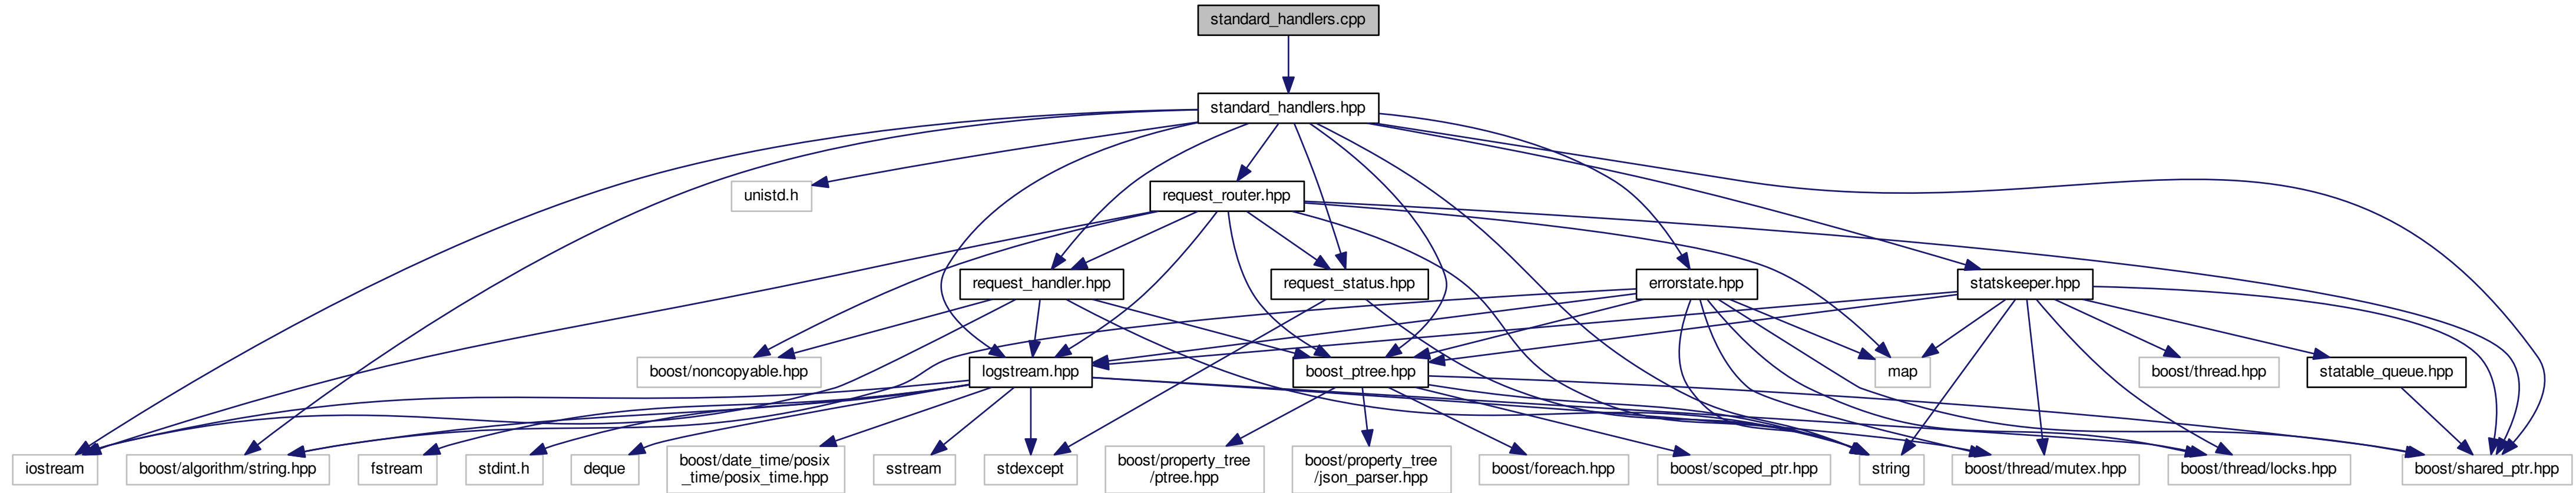 standard_handlers.cpp
standard_handlers.hpp
unistd.h
request_router.hpp
request_handler.hpp
request_status.hpp
errorstate.hpp
statskeeper.hpp
boost/noncopyable.hpp
logstream.hpp
boost_ptree.hpp
map
boost/thread.hpp
statable_queue.hpp
iostream
boost/algorithm/string.hpp
fstream
stdint.h
deque
boost/date_time/posix
_time/posix_time.hpp
sstream
stdexcept
boost/property_tree
/ptree.hpp
boost/property_tree
/json_parser.hpp
boost/foreach.hpp
boost/scoped_ptr.hpp
string
boost/thread/mutex.hpp
boost/thread/locks.hpp
boost/shared_ptr.hpp